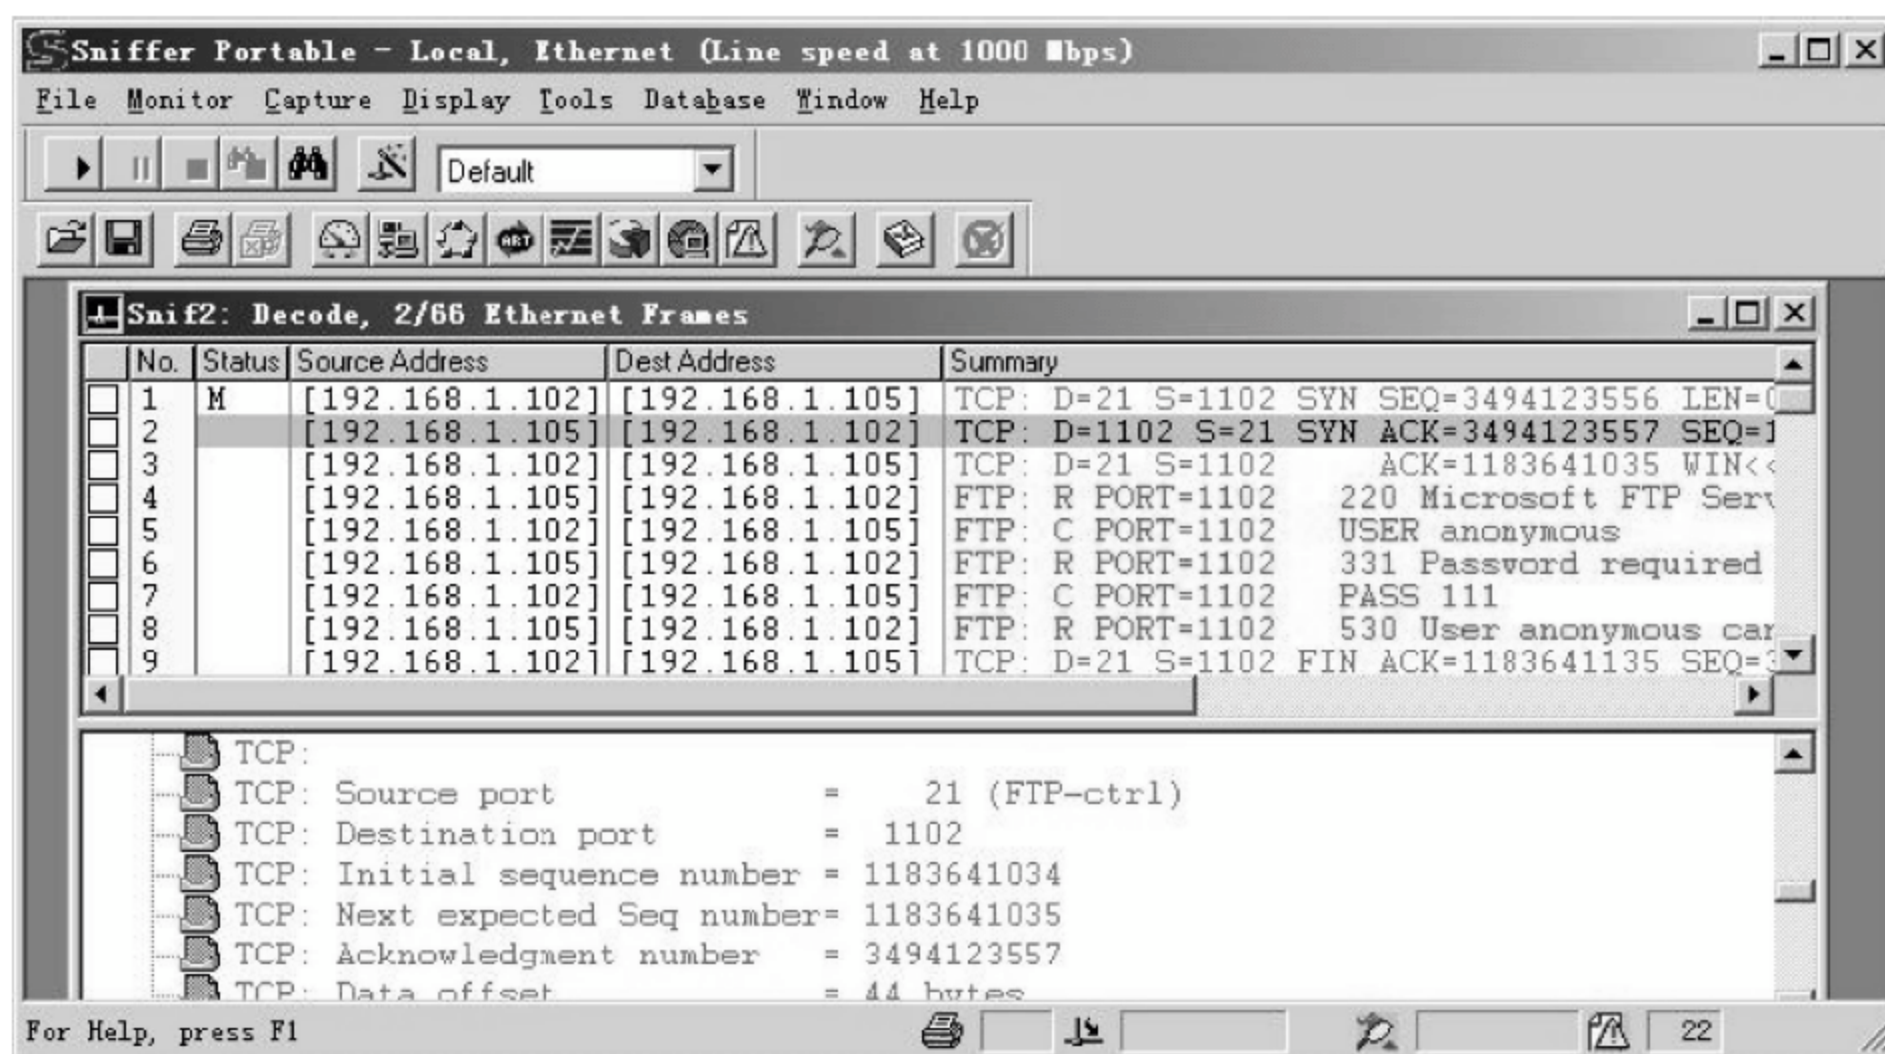 Sniffer Portable - Local, Ethernet (Line speed at 1000 Mbps)
File Monitor Capture Display Tools Database Window Help
Default
Snif2: Decode, 2/66 Ethernet Frames
No. Status Source Address Dest Address Summary
1 M [192.168.1.102] [192.168.1.105] TCP: D=21 S=1102 SYN SEQ=3494123556 LEN=
2 [192.168.1.105] [192.168.1.102] TCP: D=1102 S=21 SYN ACK=3494123557 SEQ=1
3 [192.168.1.102] [192.168.1.105] TCP: D=21 S=1102 ACK=1183641035 WIN<<
4 [192.168.1.105] [192.168.1.102] FTP: R PORT=1102 220 Microsoft FTP Serv
5 [192.168.1.102] [192.168.1.105] FTP: C PORT=1102 USER anonymous
6 [192.168.1.105] [192.168.1.102] FTP: R PORT=1102 331 Password required
7 [192.168.1.102] [192.168.1.105] FTP: C PORT=1102 PASS 111
8 [192.168.1.105] [192.168.1.102] FTP: R PORT=1102 530 User anonymous can
9 [192.168.1.102] [192.168.1.105] TCP: D=21 S=1102 FIN ACK=1183641135 SEQ=3
TCP:
TCP: Source port = 21 (FTP-ctrl)
TCP: Destination port = 1102
TCP: Initial sequence number = 1183641034
TCP: Next expected Seq number= 1183641035
TCP: Acknowledgment number = 3494123557
TCP: Data offset = 44 bytes
For Help, press F1
22